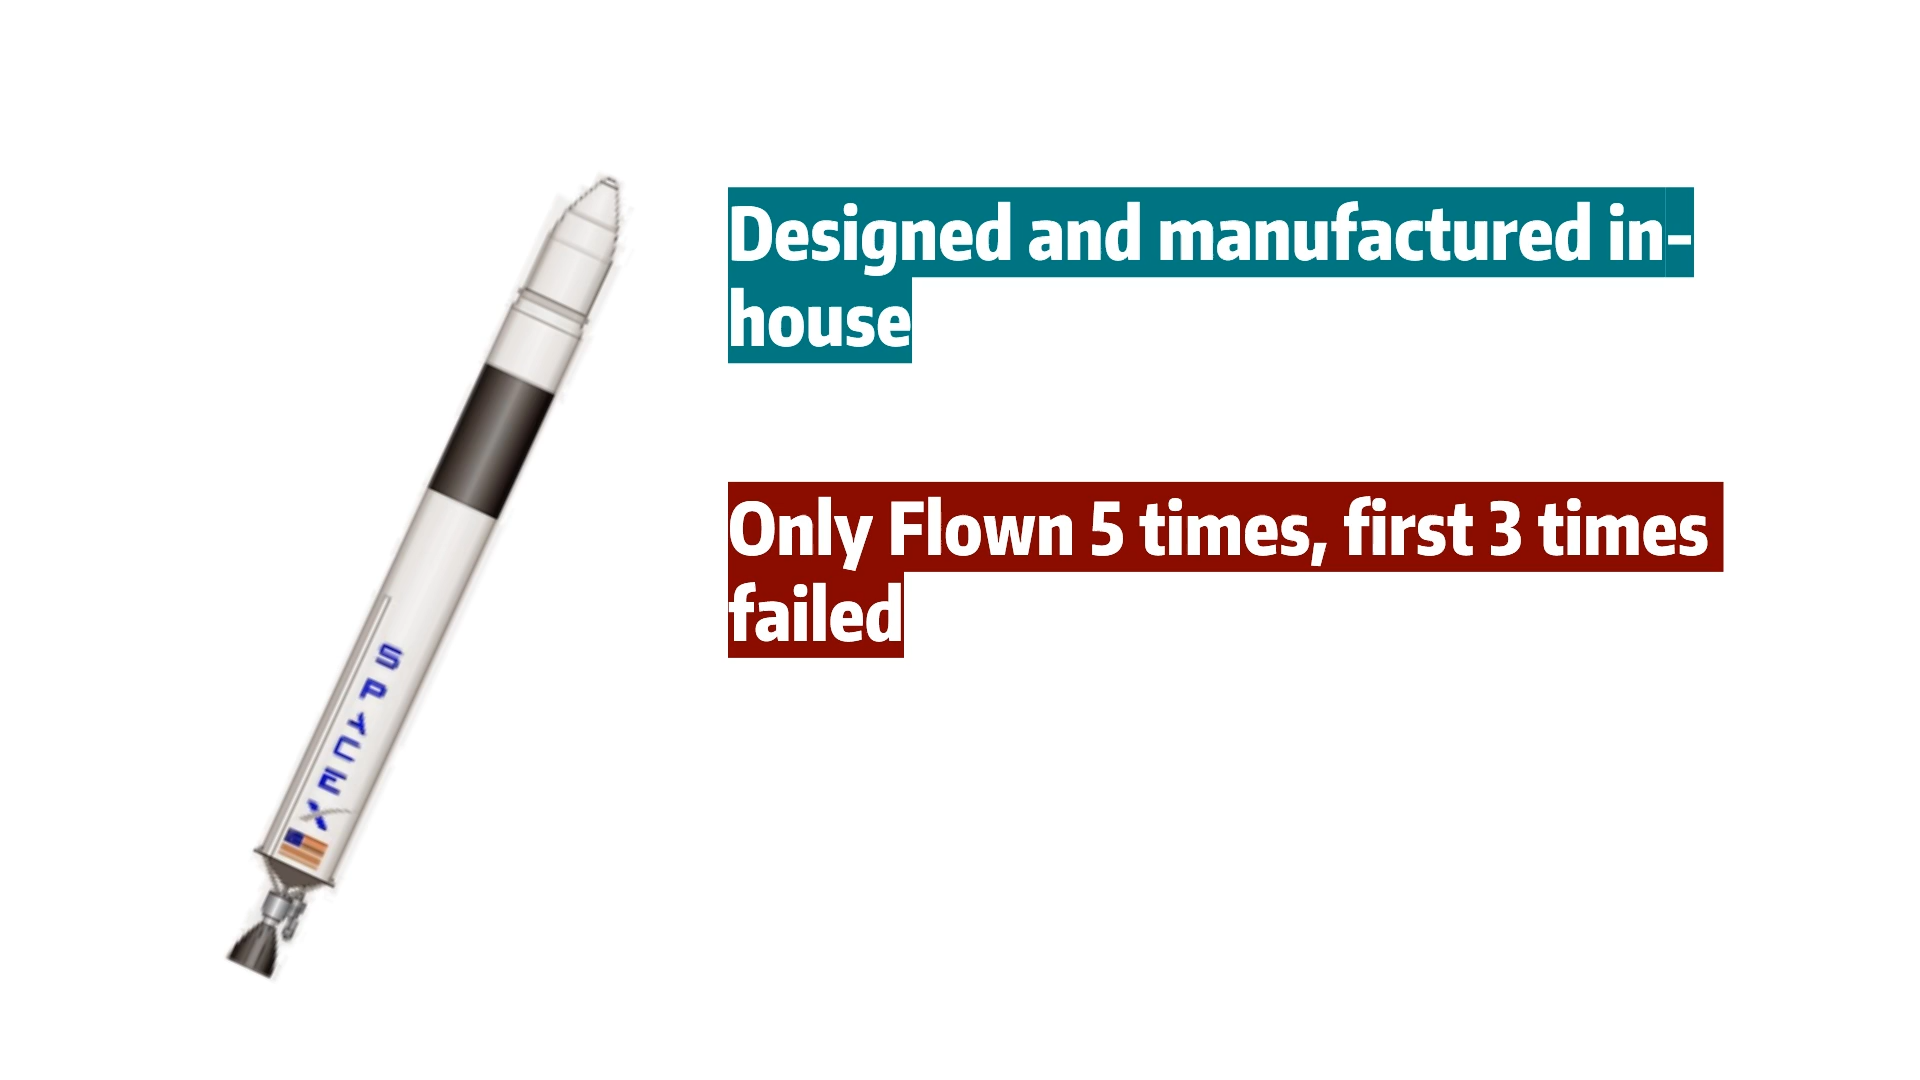 Designed and manufactured in-
house
Only Flown 5 times, first 3 times
failed
SPACEX